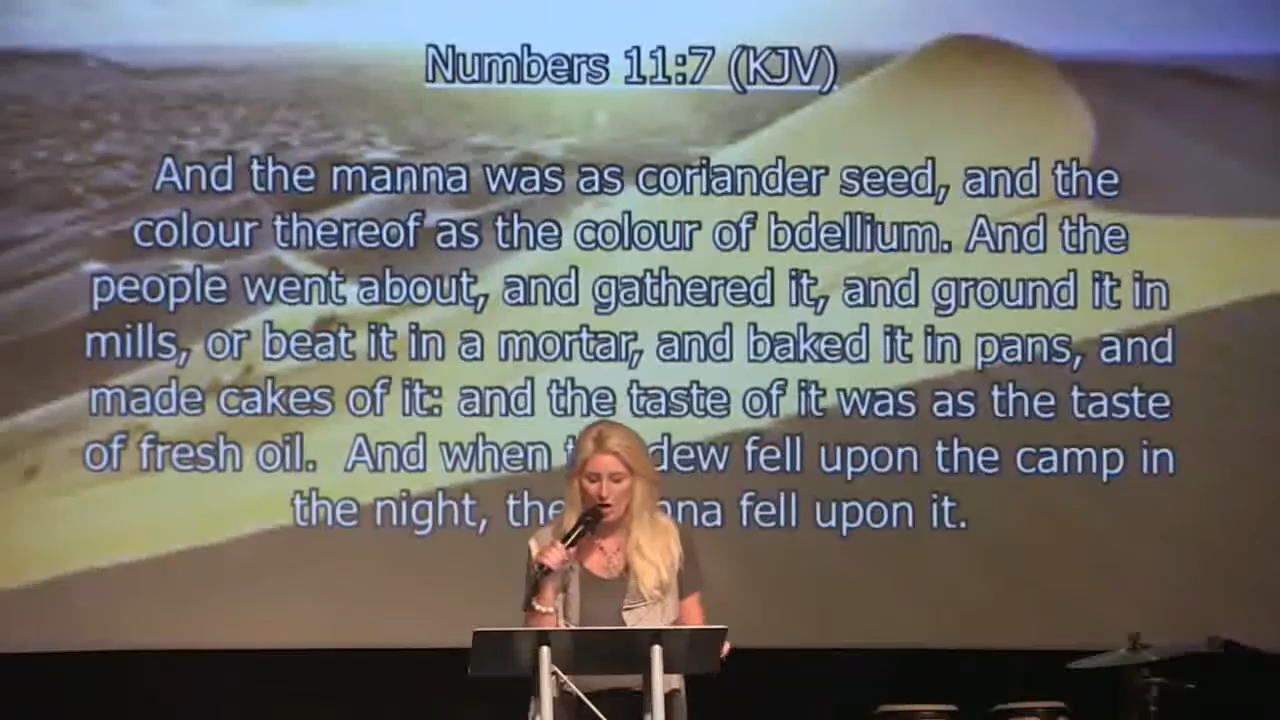 Numbers 11:7 (KJV)
And the manna was as coriander seed, and the
colour thereof as the colour of bdellium. And the
people went about, and gathered it, and ground it in
mills, or beat it in a mortar, and baked it in pans, and
made cakes of it: and the taste of it was as the taste
of fresh oil. And when dew fell upon the camp in
the night, fell upon it.